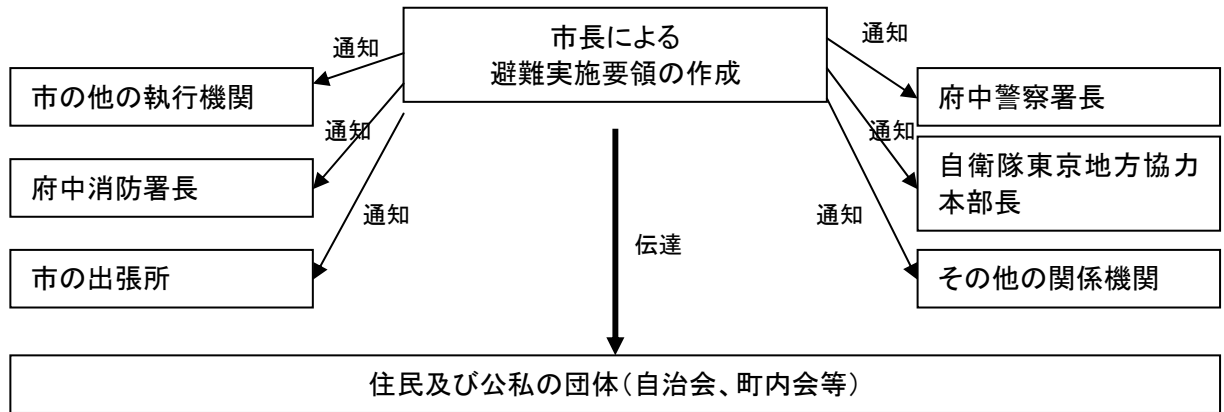 市長による
避難実施要領の作成
通知
通知
市の他の執行機関
府中警察署長
通知
通知
府中消防署長
自衛隊東京地方協力
本部長
通知
通知
市の出張所
伝達
その他の関係機関
住民及び公私の団体(自治会、町内会等)